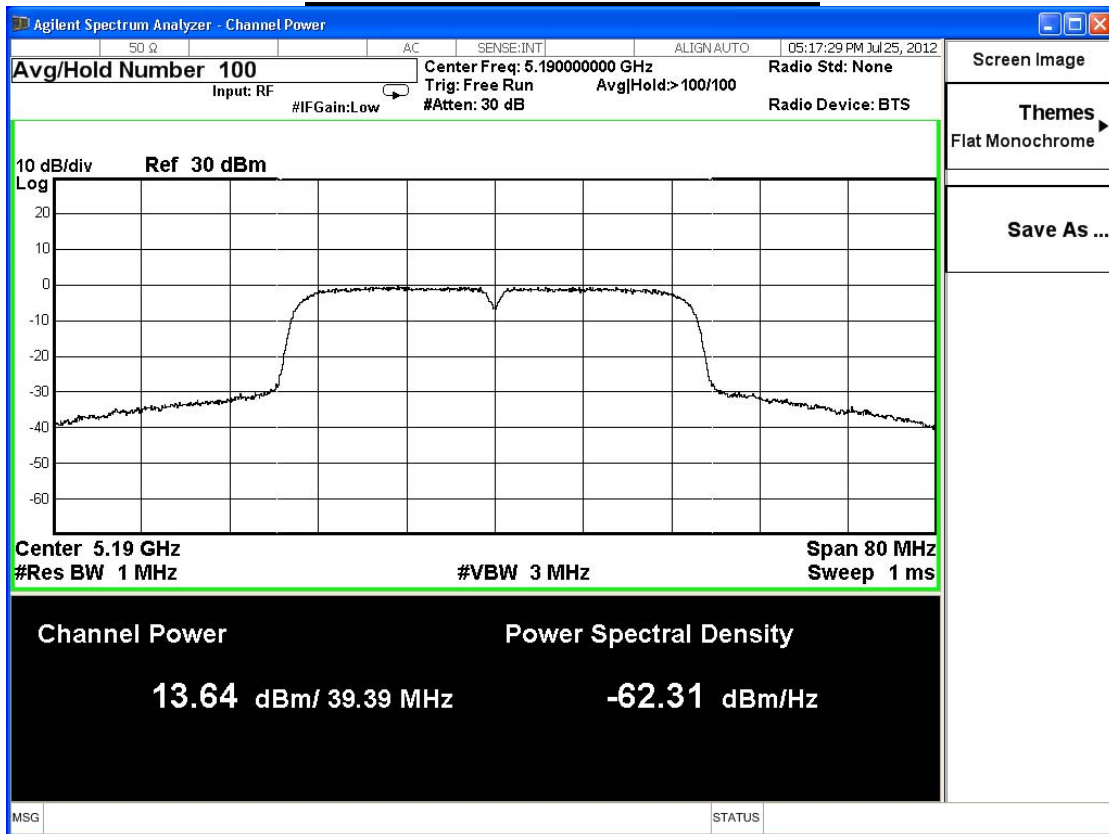 Agilent Spectrum Analyzer - Channel Power
50 Ω AC SENSE:INT ALIGN AUTO 05:17:29 PM Jul 25, 2012
Avg/Hold Number 100
Input: RF
#IFGain:Low
Center Freq: 5.190000000 GHz
Trig: Free Run Avg|Hold:>100/100
#Atten: 30 dB
Radio Std: None
Radio Device: BTS
10 dB/div Ref 30 dBm
Log
20
10
0
-10
-20
-30
-40
-50
-60
Center 5.19 GHz Span 80 MHz
#Res BW 1 MHz #VBW 3 MHz Sweep 1 ms
Channel Power Power Spectral Density
13.64 dBm/ 39.39 MHz -62.31 dBm/Hz
MSG STATUS
Screen Image
Themes
Flat Monochrome
Save As ...